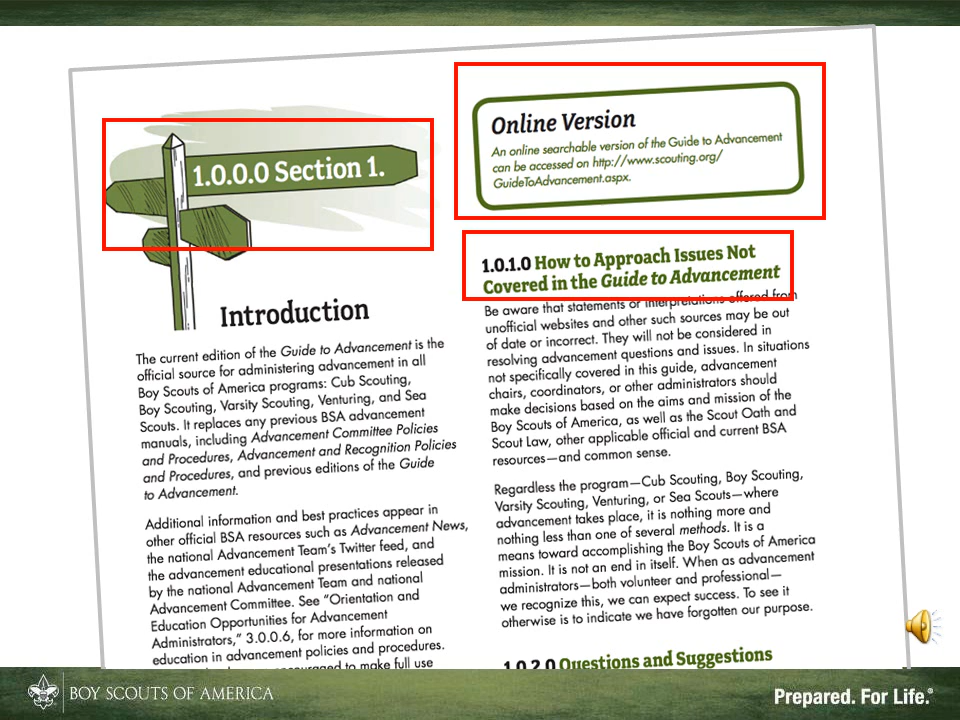 1.0.0.0 Section 1.
Introduction
The current edition of the Guide to Advancement is the
official source for administering advancement in all
Boy Scouts of America programs: Cub Scouting,
Boy Scouting, Varsity Scouting, Venturing, and Sea
Scouts. It replaces any previous BSA advancement
manuals, including Advancement Committee Policies
and Procedures, Advancement and Recognition Policies
and Procedures, and previous editions of the Guide
to Advancement.
Additional information and best practices appear in
other official BSA resources such as Advancement News,
the national Advancement Team's Twitter feed, and
the advancement educational presentations released
by the national Advancement Team and national
Advancement Committee. See "Orientation and
Education Opportunities for Advancement
Administrators," 3.0.0.6, for more information on
education in advancement policies and procedures.
to make full use
Online Version
An online searchable version of the Guide to Advancement
can be accessed on http://www.scouting.org/
GuideToAdvancement.aspx.
1.0.1.0 How to Approach Issues Not
Covered in the Guide to Advancement
Be aware that statements or interpretations offered from
unofficial websites and other such sources may be out
of date or incorrect. They will not be considered in
resolving advancement questions and issues. In situations
not specifically covered in this guide, advancement
chairs, coordinators, or other administrators should
make decisions based on the aims and mission of the
Boy Scouts of America, as well as the Scout Oath and
Scout Law, other applicable official and current BSA
resources—and common sense.
Regardless the program—Cub Scouting, Boy Scouting,
Varsity Scouting, Venturing, or Sea Scouts—where
advancement takes place, it is nothing more and
nothing less than one of several methods. It is a
means toward accomplishing the Boy Scouts of America
mission. It is not an end in itself. When as advancement
administrators—both volunteer and professional—
we recognize this, we can expect success. To see it
otherwise is to indicate we have forgotten our purpose.
1.0.2.0 Questions and Suggestions
BOY SCOUTS OF AMERICA
Prepared. For Life.®